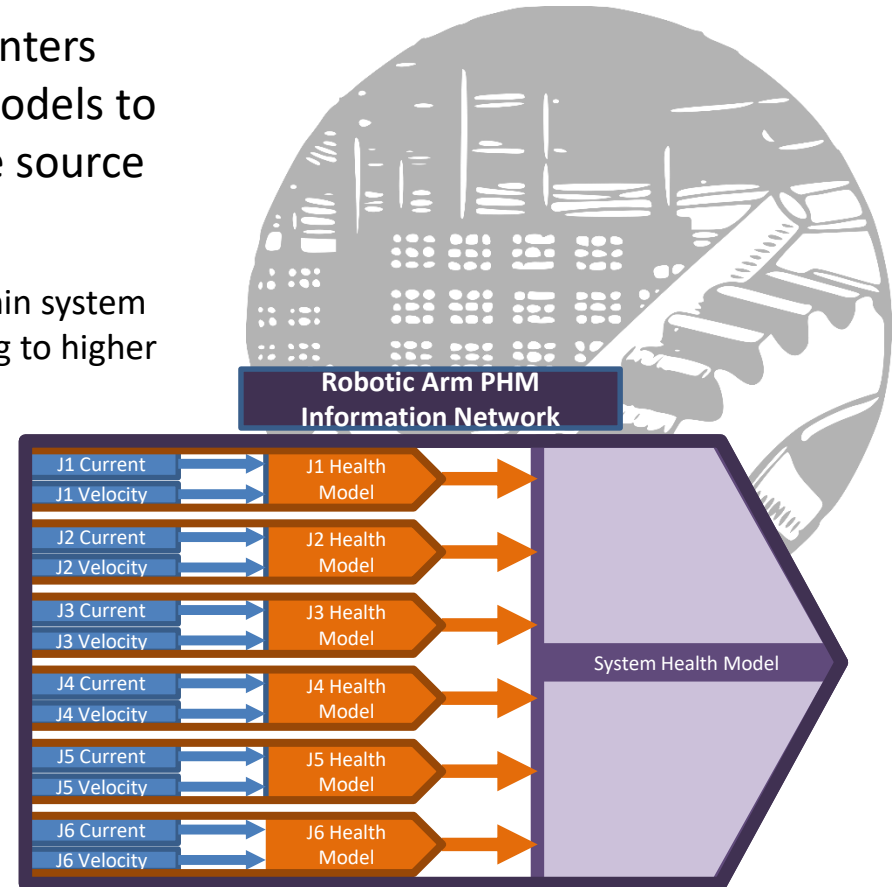 nters
odels to
source
in system
g to higher
Robotic Arm PHM
Information Network
J1 Current
J1 Velocity
J1 Health
Model
J2 Current
J2 Velocity
J2 Health
Model
J3 Current
J3 Velocity
J3 Health
Model
J4 Current
J4 Velocity
J4 Health
Model
J5 Current
J5 Velocity
J5 Health
Model
J6 Current
J6 Velocity
J6 Health
Model
System Health Model